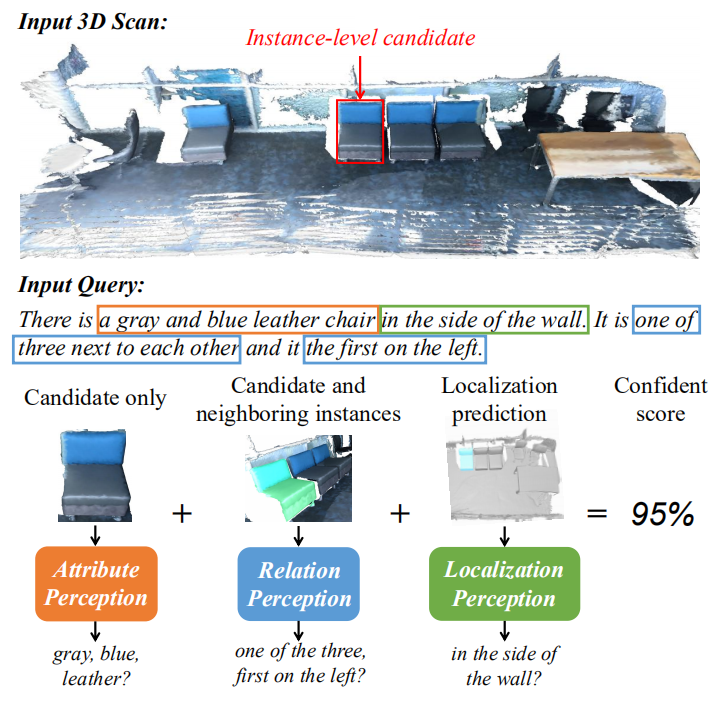 Input 3D Scan:
Instance-level candidate
Input Query:
There is a gray and blue leather chair in the side of the wall. It is one of
three next to each other and it the first on the left.
Candidate only
Candidate and
neighboring instances
Localization
prediction
Confident
score
+
+
=
95%
Attribute
Perception
Relation
Perception
Localization
Perception
gray, blue,
leather?
one of the three,
first on the left?
in the side of
the wall?